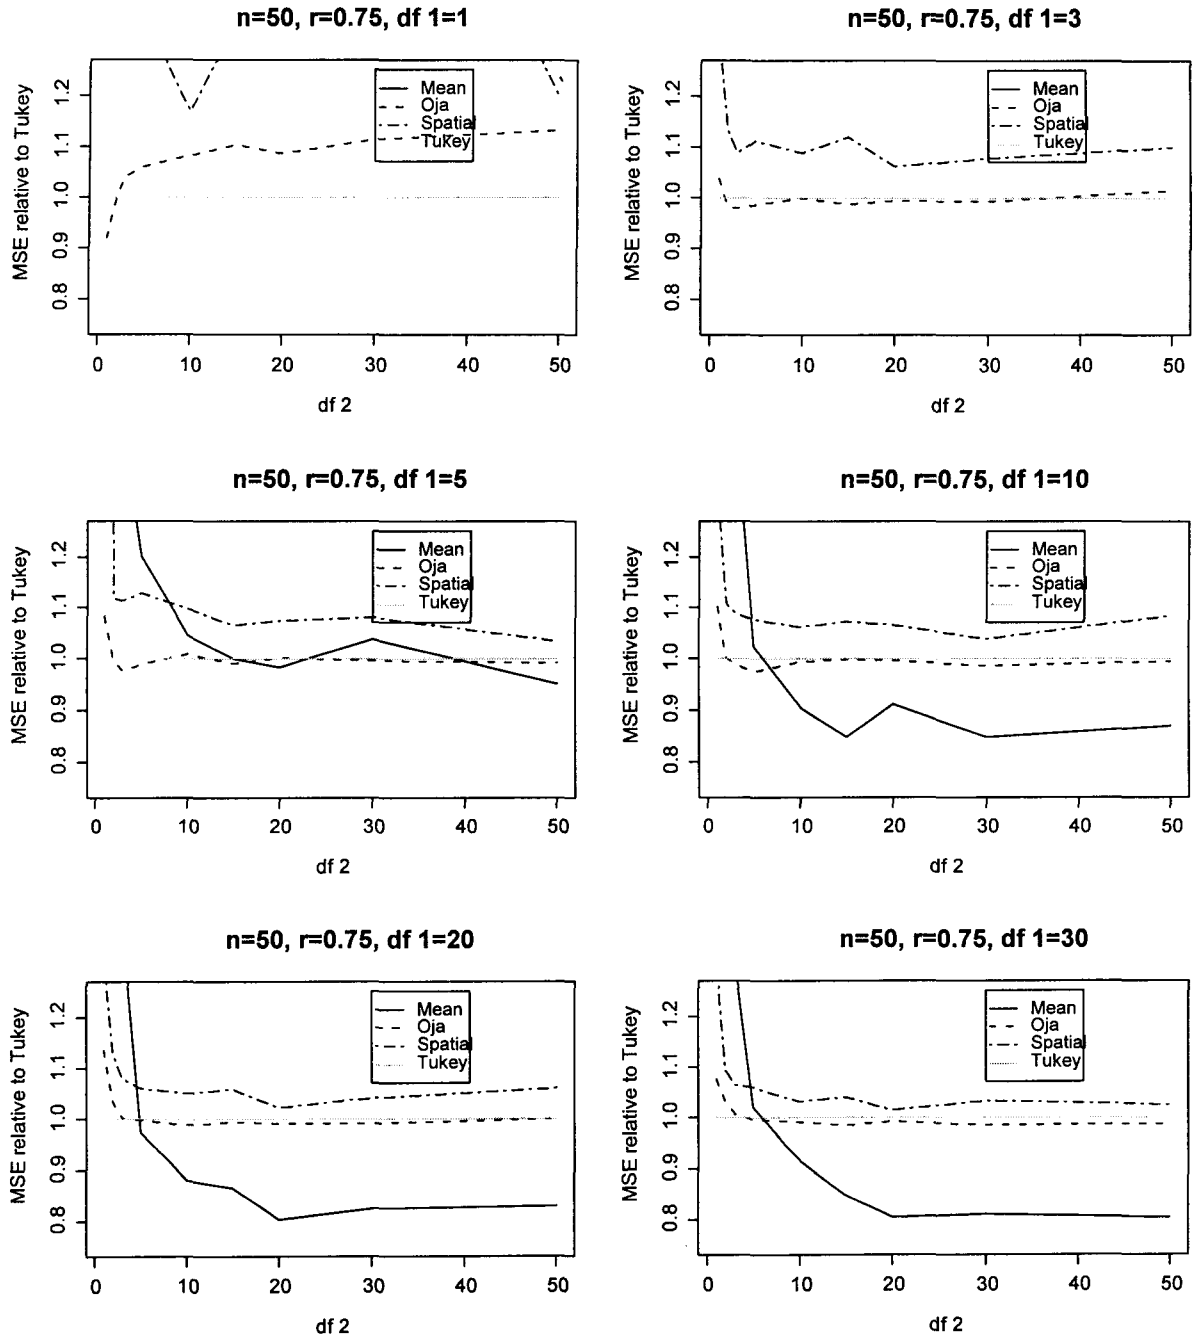 n=50, r=0.75, df 1=1
MSE relative to Tukey
1.2
1.1
1.0
0.9
0.8
Mean
Oja
Spatial
Tukey
0 10 20 30 40 50
df 2
n=50, r=0.75, df 1=3
MSE relative to Tukey
1.2
1.1
1.0
0.9
0.8
Mean
Oja
Spatial
Tukey
0 10 20 30 40 50
df 2
n=50, r=0.75, df 1=5
MSE relative to Tukey
1.2
1.1
1.0
0.9
0.8
Mean
Oja
Spatial
Tukey
0 10 20 30 40 50
df 2
n=50, r=0.75, df 1=10
MSE relative to Tukey
1.2
1.1
1.0
0.9
0.8
Mean
Oja
Spatial
Tukey
0 10 20 30 40 50
df 2
n=50, r=0.75, df 1=20
MSE relative to Tukey
1.2
1.1
1.0
0.9
0.8
Mean
Oja
Spatial
Tukey
0 10 20 30 40 50
df 2
n=50, r=0.75, df 1=30
MSE relative to Tukey
1.2
1.1
1.0
0.9
0.8
Mean
Oja
Spatial
Tukey
0 10 20 30 40 50
df 2